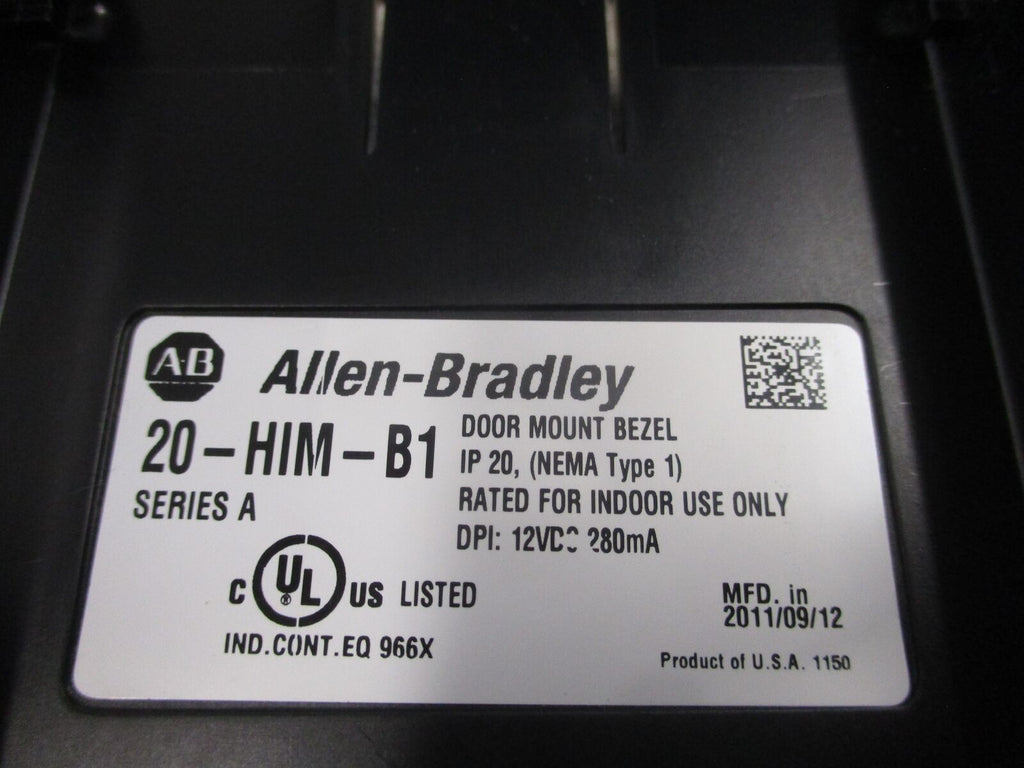 A·B Allen-Bradley
20-HIM-B1
SERIES A
DOOR MOUNT BEZEL
IP 20, (NEMA Type 1)
RATED FOR INDOOR USE ONLY
DPI: 12VDC 280mA
C UL® US LISTED
IND.CONT.EQ 966X
MFD. in
2011/09/12
Product of U.S.A. 1150